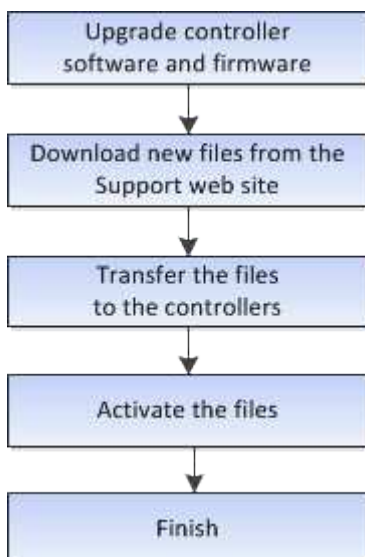 Upgrade controller
software and firmware
Download new files from the
Support web site
Transfer the files
to the controllers
Activate the files
Finish